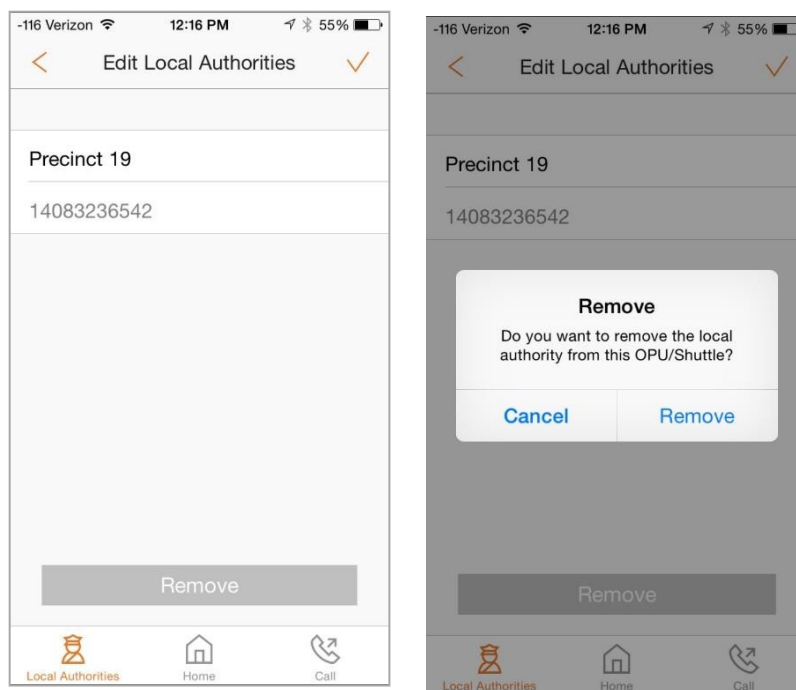 -116 Verizon 12:16 PM 55%
Edit Local Authorities
Precinct 19
14083236542
Remove
Local Authorities Home Call
-116 Verizon 12:16 PM 55%
Edit Local Authorities
Precinct 19
14083236542
Remove
Do you want to remove the local
authority from this OPU/Shuttle?
Cancel Remove
Remove
Local Authorities Home Call